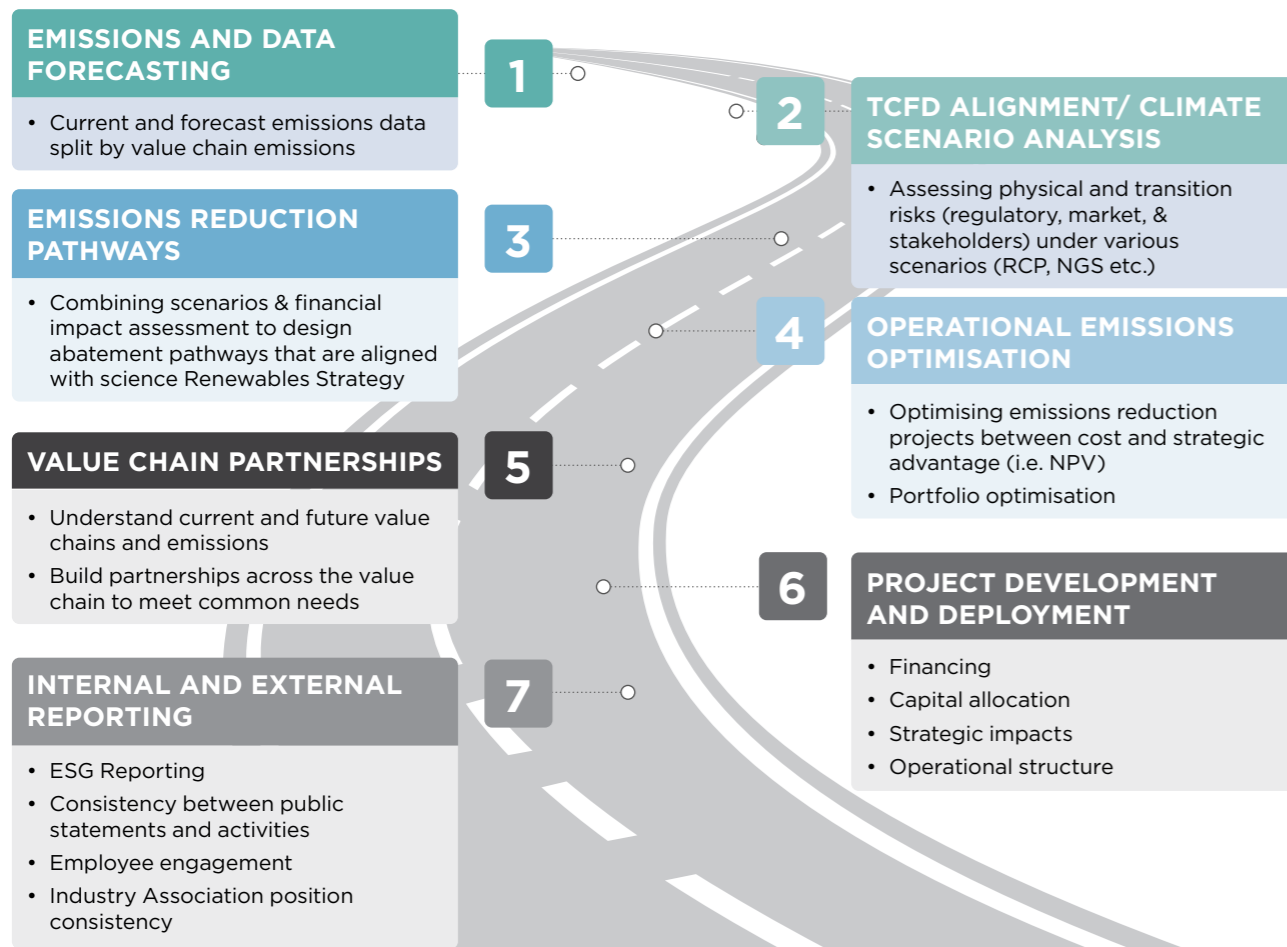 EMISSIONS AND DATA
FORECASTING
• Current and forecast emissions data
split by value chain emissions
1
2
TCFD ALIGNMENT/ CLIMATE
SCENARIO ANALYSIS
• Assessing physical and transition
risks (regulatory, market, &
stakeholders) under various
scenarios (RCP, NGS etc.)
EMISSIONS REDUCTION
PATHWAYS
• Combining scenarios & financial
impact assessment to design
abatement pathways that are aligned
with science Renewables Strategy
3
4
OPERATIONAL EMISSIONS
OPTIMISATION
• Optimising emissions reduction
projects between cost and strategic
advantage (i.e. NPV)
• Portfolio optimisation
VALUE CHAIN PARTNERSHIPS
• Understand current and future value
chains and emissions
• Build partnerships across the value
chain to meet common needs
5
6
PROJECT DEVELOPMENT
AND DEPLOYMENT
• Financing
• Capital allocation
• Strategic impacts
• Operational structure
INTERNAL AND EXTERNAL
REPORTING
• ESG Reporting
• Consistency between public
statements and activities
• Employee engagement
• Industry Association position
consistency
7